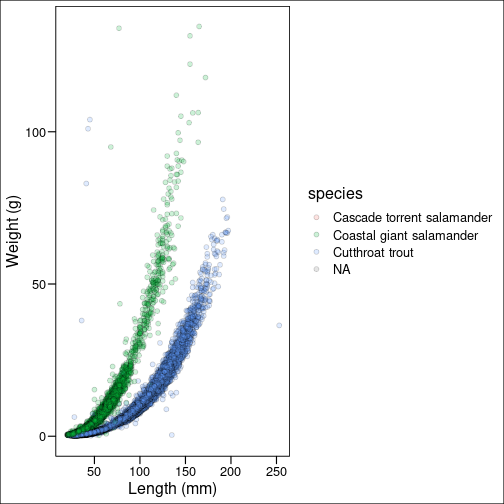 100
50
0
50
100
150
200
250
Length (mm)
Weight (g)
species
Cascade torrent salamander
Coastal giant salamander
Cutthroat trout
NA